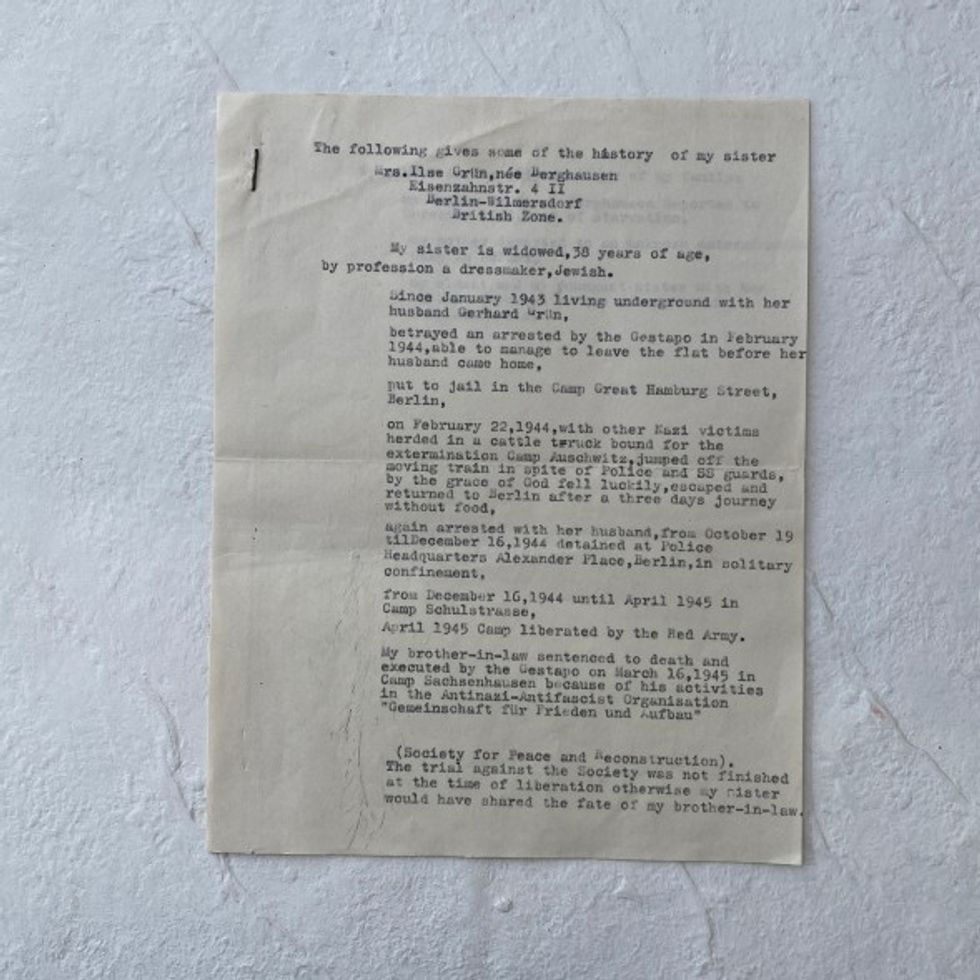 The following gives some of the history of my sister
Mrs.Ilse Grün,née Berghausen
Eisenzahnstr. 4 II
Berlin-Wilmersdorf
British Zone.
My sister is widowed,38 years of age,
by profession a dressmaker,Jewish.
Since January 1943 living underground with her
husband Gerhard Grün,
betrayed an arrested by the Gestapo in February
1944,able to manage to leave the flat before her
husband came home,
put to jail in the Camp Great Hamburg Street,
Berlin,
on February 22,1944,with other Nazi victims
herded in a cattle truck bound for the
extermination Camp Auschwitz,jumped off the
moving train in spite of Police and SS guards,
by the grace of God fell luckily,escaped and
returned to Berlin after a three days journey
without food,
again arrested with her husband,from October 19
tilDecember 16,1944 detained at Police
Headquarters Alexander Place,Berlin,in solitary
confinement,
from December 16,1944 until April 1945 in
Camp Schulstrasse,
April 1945 Camp liberated by the Red Army.
My brother-in-law sentenced to death and
executed by the Gestapo on March 16,1945 in
Camp Sachsenhausen because of his activities
in the Antinazi-Antifascist Organisation
"Gemeinschaft für Frieden und Aufbau"
(Society for Peace and Reconstruction).
The trial against the Society was not finished
at the time of liberation otherwise my sister
would have shared the fate of my brother-in-law.